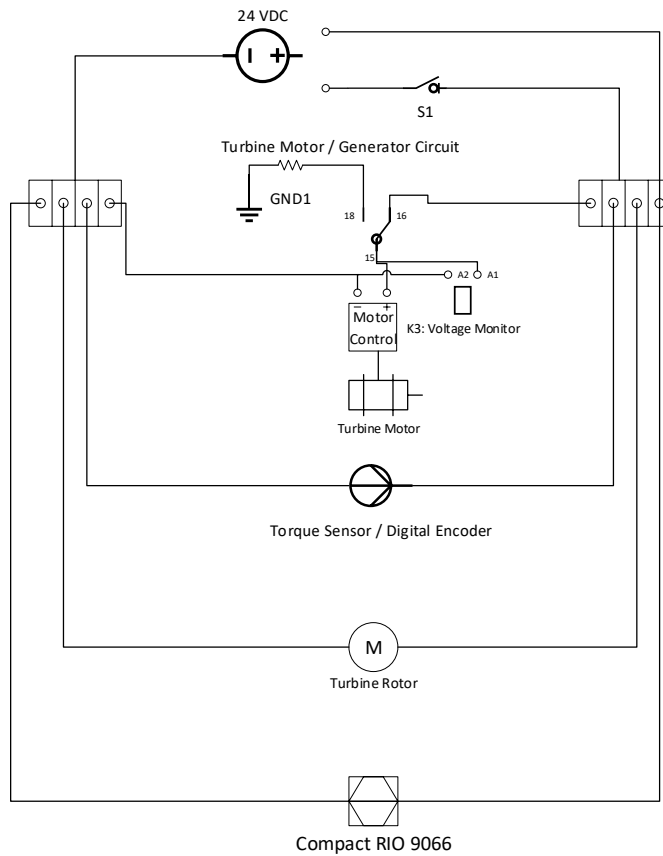 24 VDC
S1
Turbine Motor / Generator Circuit
GND1
18
16
15
A2
A1
− +
Motor
Control
K3: Voltage Monitor
Turbine Motor
Torque Sensor / Digital Encoder
M
Turbine Rotor
Compact RIO 9066